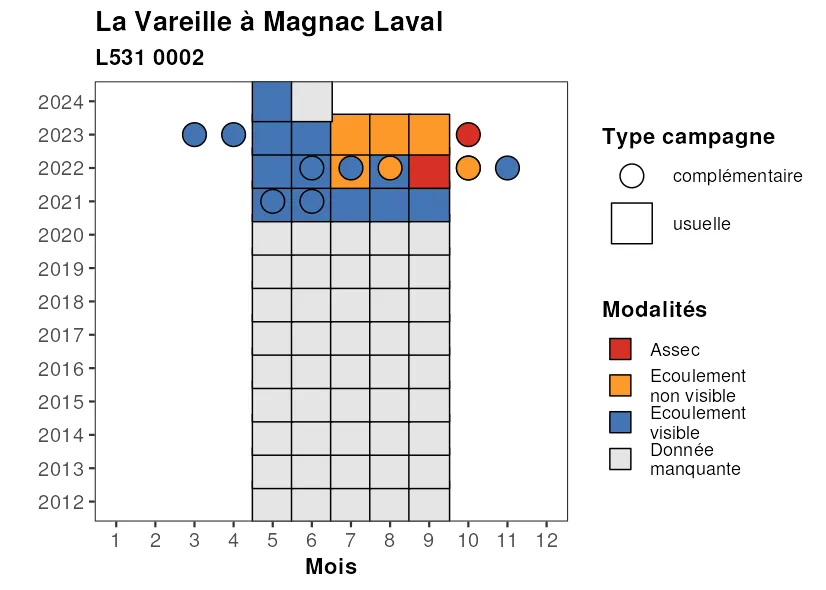 La Vareille à Magnac Laval
L531 0002
2024
2023
2022
2021
2020
2019
2018
2017
2016
2015
2014
2013
2012
1 2 3 4 5 6 7 8 9 10 11 12
Mois
Type campagne
complémentaire
usuelle
Modalités
Assec
Ecoulement
non visible
Ecoulement
visible
Donnée
manquante